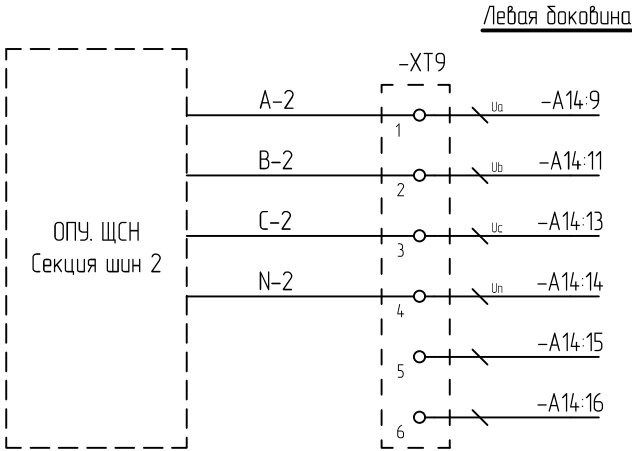 Левая боковина
-XT9
A-2
1
Ua
-A14:9
B-2
2
Ub
-A14:11
ОПУ. ЩСН
Секция шин 2
C-2
3
Uc
-A14:13
N-2
4
Un
-A14:14
5
-A14:15
6
-A14:16